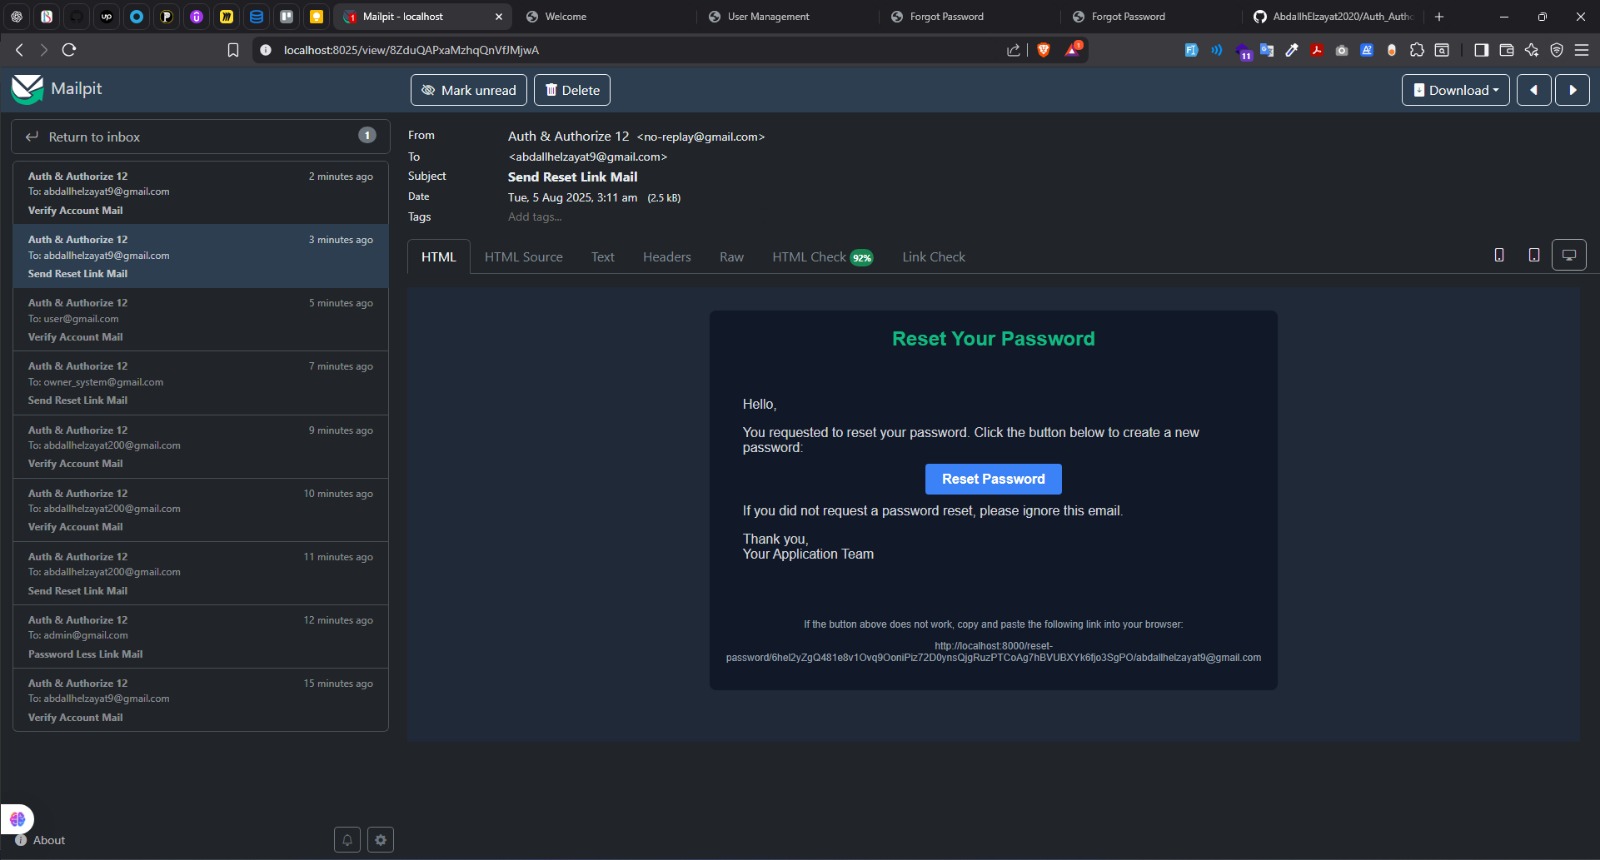 Mailpit - localhost
Welcome
User Management
Forgot Password
Forgot Password
AbdallhElzayat2020/Auth_Autho
localhost:8025/view/8ZduQAPxaMzhqQnVfJMjwA
11
Mailpit
Mark unread
Delete
Download
Return to inbox
1
Auth & Authorize 12
2 minutes ago
To: abdallhelzayat9@gmail.com
Verify Account Mail
Auth & Authorize 12
3 minutes ago
To: abdallhelzayat9@gmail.com
Send Reset Link Mail
Auth & Authorize 12
5 minutes ago
To: user@gmail.com
Verify Account Mail
Auth & Authorize 12
7 minutes ago
To: owner_system@gmail.com
Send Reset Link Mail
Auth & Authorize 12
9 minutes ago
To: abdallhelzayat200@gmail.com
Verify Account Mail
Auth & Authorize 12
10 minutes ago
To: abdallhelzayat200@gmail.com
Verify Account Mail
Auth & Authorize 12
11 minutes ago
To: abdallhelzayat200@gmail.com
Send Reset Link Mail
Auth & Authorize 12
12 minutes ago
To: admin@gmail.com
Password Less Link Mail
Auth & Authorize 12
15 minutes ago
To: abdallhelzayat9@gmail.com
Verify Account Mail
About
From Auth & Authorize 12 <no-replay@gmail.com>
To <abdallhelzayat9@gmail.com>
Subject Send Reset Link Mail
Date Tue, 5 Aug 2025, 3:11 am (2.5 kB)
Tags Add tags...
HTML HTML Source Text Headers Raw HTML Check 92% Link Check
Reset Your Password
Hello,
You requested to reset your password. Click the button below to create a new
password:
Reset Password
If you did not request a password reset, please ignore this email.
Thank you,
Your Application Team
If the button above does not work, copy and paste the following link into your browser:
http://localhost:8000/reset-
password/6hel2yZgQ481e8v1Ovq9OoniPiz72D0ynsQjgRuzPTCoAg7hBVUBXYk6fjo3SgPO/abdallhelzayat9@gmail.com